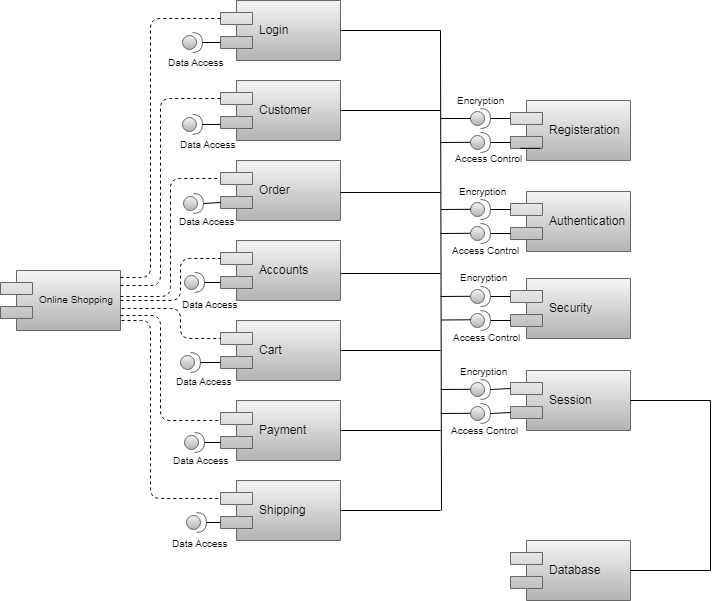 Login
Data Access
Customer
Data Access
Order
Data Access
Accounts
Data Access
Online Shopping
Cart
Data Access
Payment
Data Access
Shipping
Data Access
Encryption
Registeration
Access Control
Encryption
Authentication
Access Control
Encryption
Security
Access Control
Encryption
Session
Access Control
Database